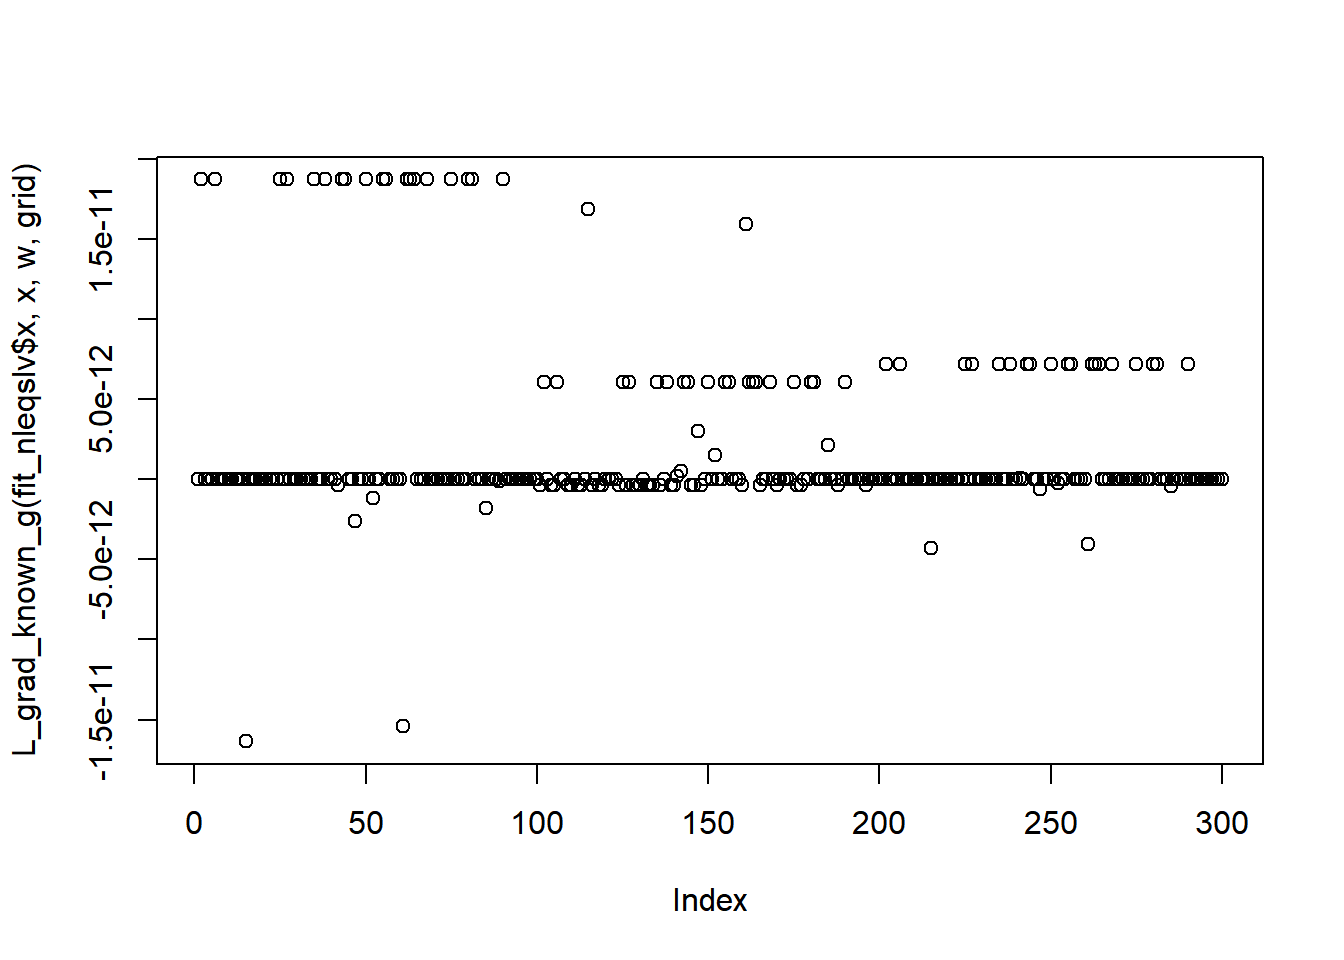 L_grad_known_g(fit_nleqslv$x, x, w, grid)
1.5e-11
5.0e-12
-5.0e-12
-1.5e-11
0 50 100 150 200 250 300
Index